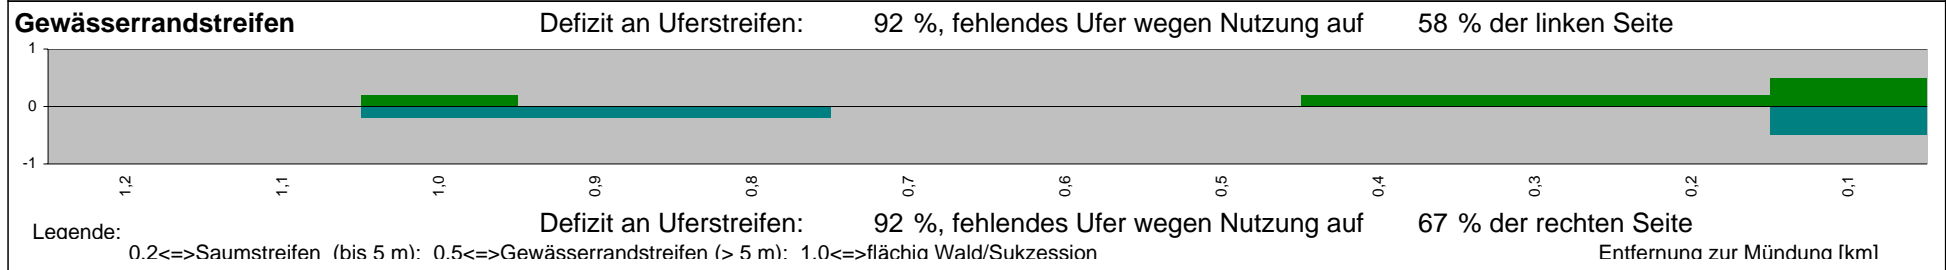 Gewässerrandstreifen Defizit an Uferstreifen: 92 %, fehlendes Ufer wegen Nutzung auf 58 % der linken Seite
1
0
-1
1,2 1,1 1,0 0,9 0,8 0,7 0,6 0,5 0,4 0,3 0,2 0,1
Defizit an Uferstreifen: 92 %, fehlendes Ufer wegen Nutzung auf 67 % der rechten Seite
Legende:
0,2<=>Saumstreifen (bis 5 m); 0,5<=>Gewässerrandstreifen (> 5 m); 1,0<=>flächig Wald/Sukzession Entfernung zur Mündung [km]